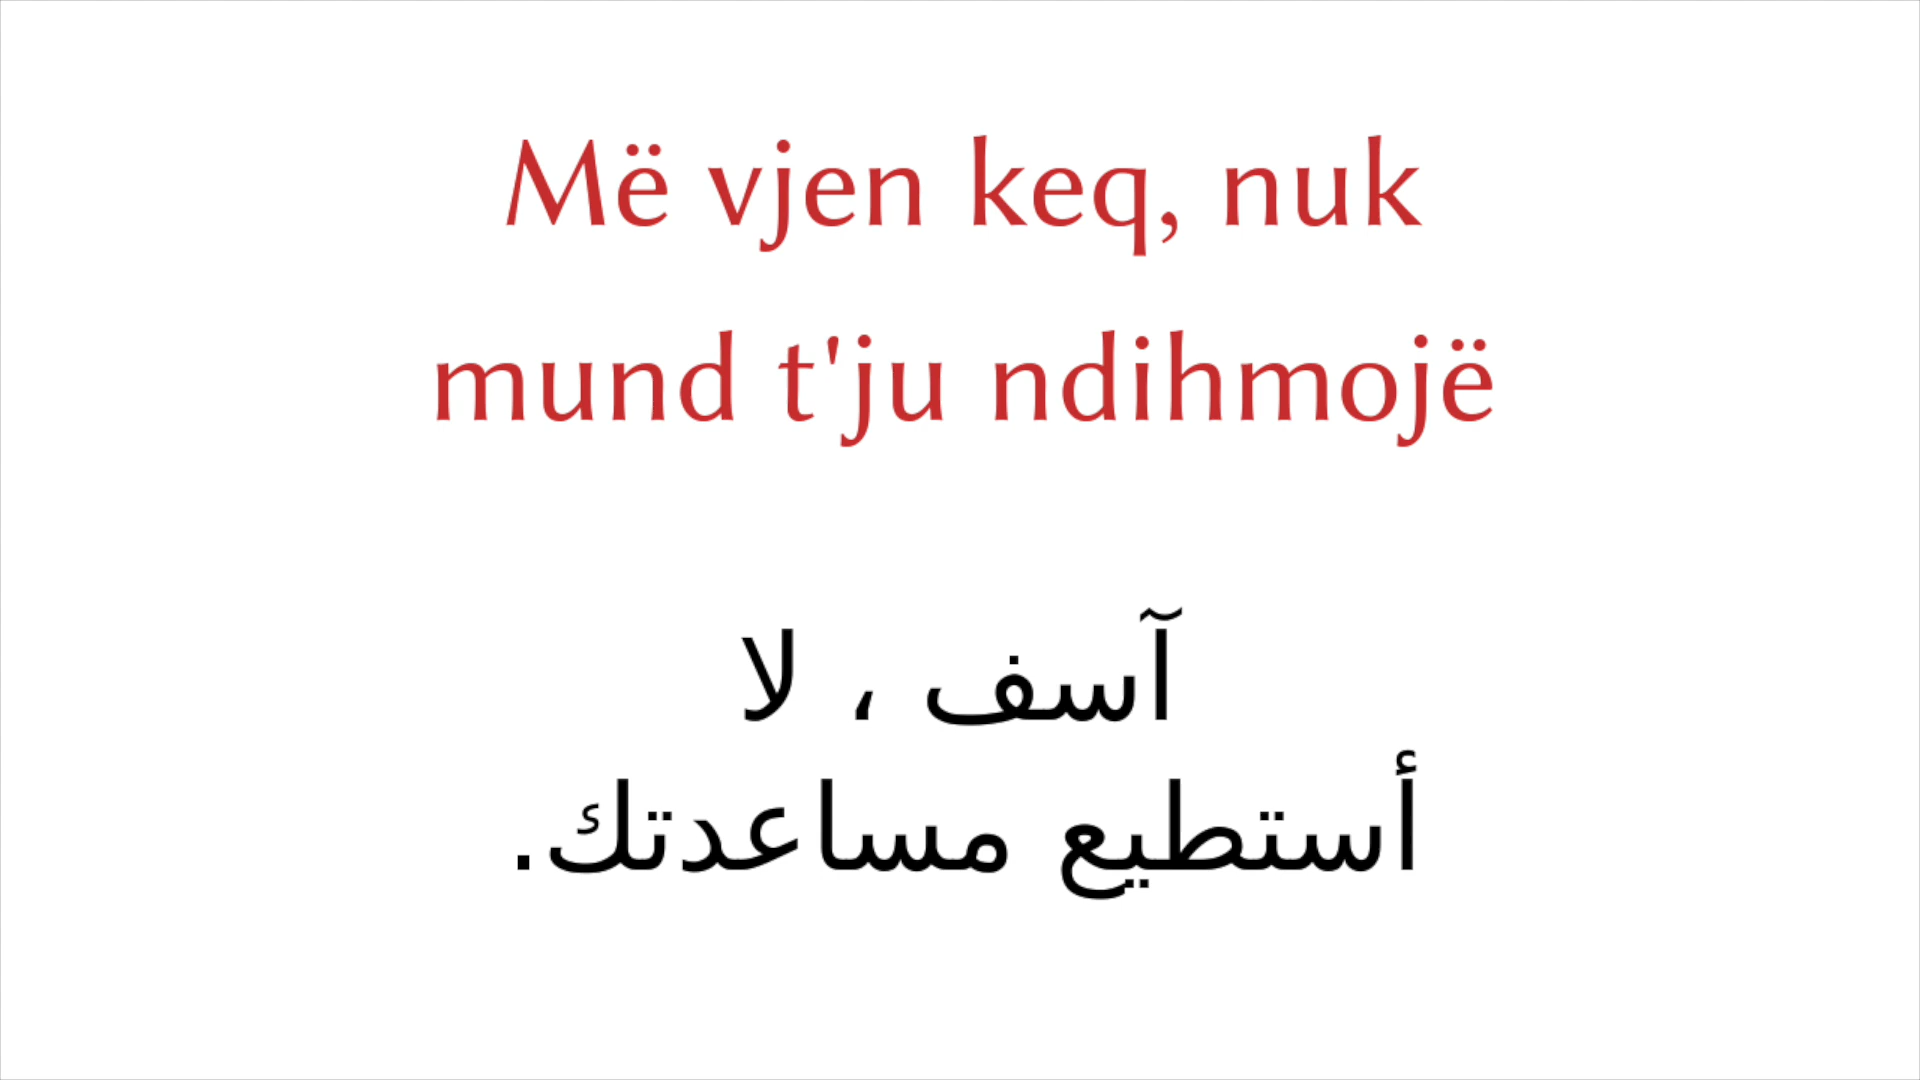 Më vjen keq, nuk
mund t'ju ndihmojë
آسف ، لا
أستطيع مساعدتك.